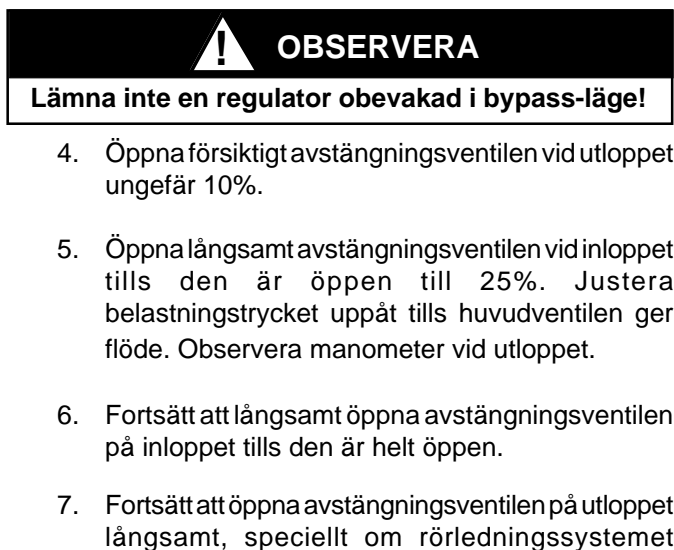 ! OBSERVERA
Lämna inte en regulator obevakad i bypass-läge!
4. Öppna försiktigt avstängningsventilen vid utloppet
ungefär 10%.
5. Öppna långsamt avstängningsventilen vid inloppet
tills den är öppen till 25%. Justera
belastningstrycket uppåt tills huvudventilen ger
flöde. Observera manometer vid utloppet.
6. Fortsätt att långsamt öppna avstängningsventilen
på inloppet tills den är helt öppen.
7. Fortsätt att öppna avstängningsventilen på utloppet
långsamt, speciellt om rörledningssystemet